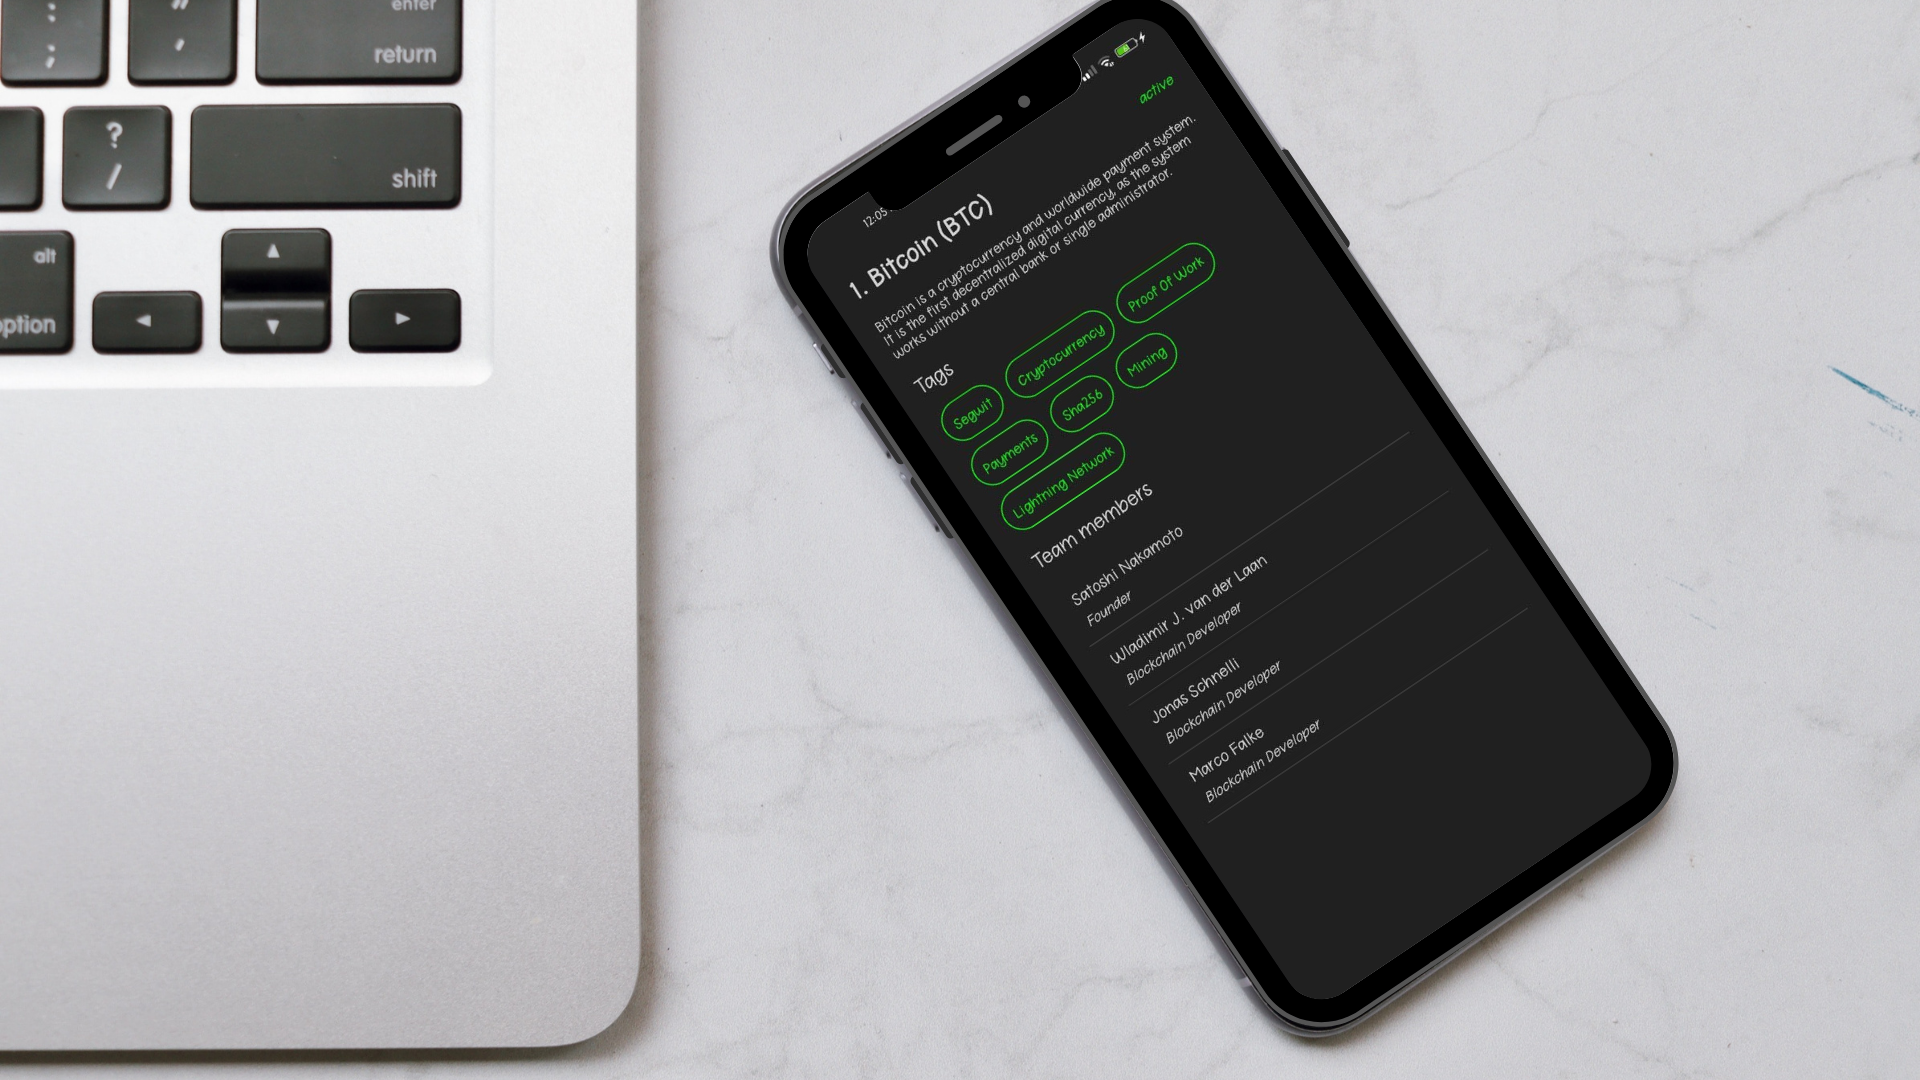 :
;
"
'
enter
return
?
/
shift
alt
option
12:05
active
1. Bitcoin (BTC)
Bitcoin is a cryptocurrency and worldwide payment system.
It is the first decentralized digital currency, as the system
works without a central bank or single administrator.
Tags
Segwit
Cryptocurrency
Proof Of Work
Payments
Sha256
Mining
Lightning Network
Team members
Satoshi Nakamoto
Founder
Wladimir J. van der Laan
Blockchain Developer
Jonas Schnelli
Blockchain Developer
Marco Falke
Blockchain Developer